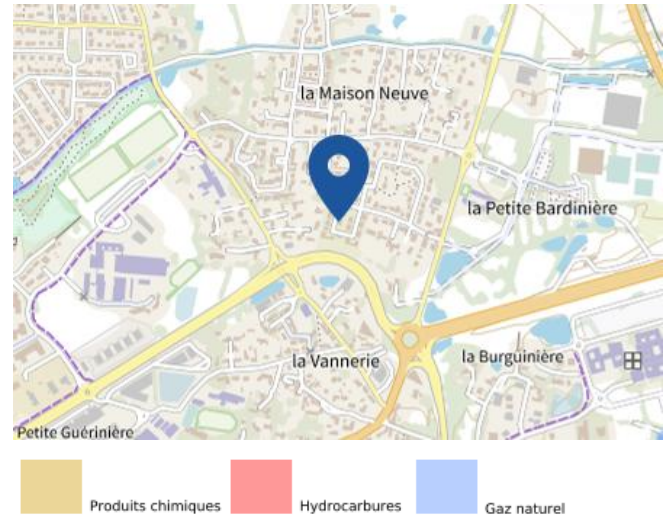 la Maison Neuve
la Petite Bardinière
la Vannerie
la Burguinière
Petite Guérinière
Produits chimiques
Hydrocarbures
Gaz naturel